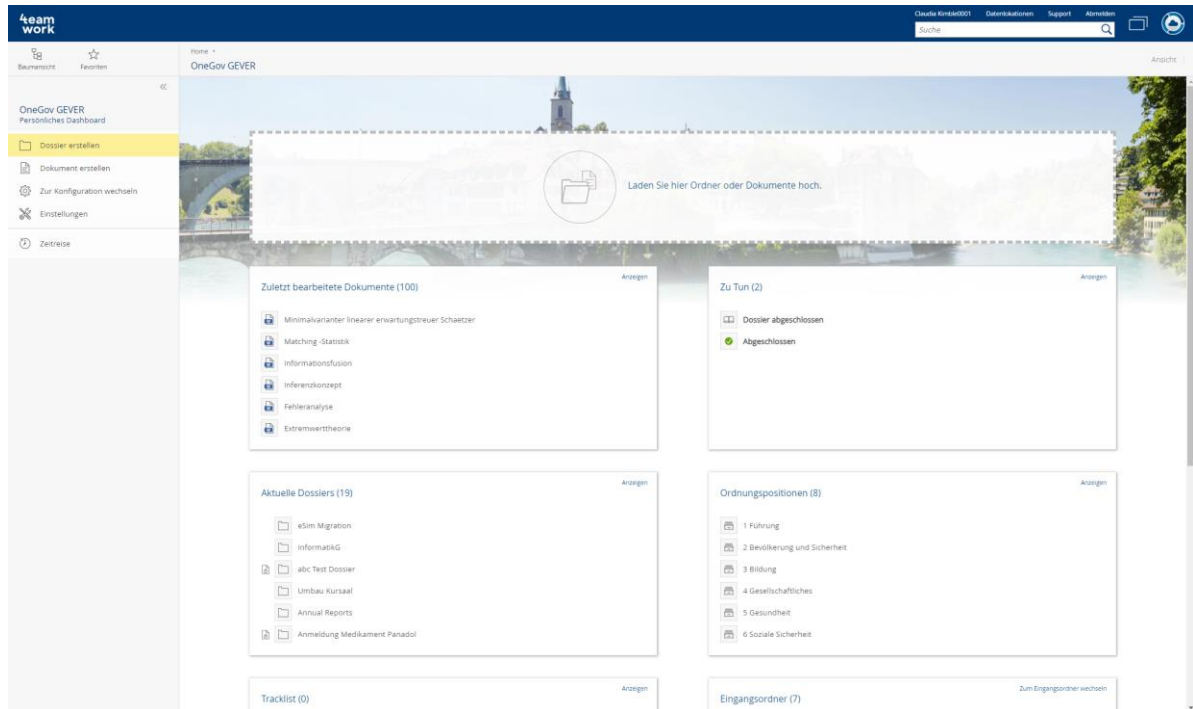 4team
work
Claudia Kimble0001
Datenlokationen
Support
Abmelden
Suche
Baumansicht
Favoriten
Home
OneGov GEVER
Ansicht
OneGov GEVER
Persönliches Dashboard
Dossier erstellen
Dokument erstellen
Zur Konfiguration wechseln
Einstellungen
Zeitreise
Laden Sie hier Ordner oder Dokumente hoch.
Anzeigen
Zuletzt bearbeitete Dokumente (100)
Minimalvarianter linearer erwartungstreuer Schaetzer
Matching -Statistik
Informationsfusion
Inferenzkonzept
Fehleranalyse
Extremwerttheorie
Anzeigen
Zu Tun (2)
Dossier abgeschlossen
Abgeschlossen
Anzeigen
Aktuelle Dossiers (19)
eSim Migration
InformatikG
abc Test Dossier
Umbau Kursaal
Annual Reports
Anmeldung Medikament Panadol
Anzeigen
Ordnungspositionen (8)
1 Führung
2 Bevölkerung und Sicherheit
3 Bildung
4 Gesellschaftliches
5 Gesundheit
6 Soziale Sicherheit
Anzeigen
Tracklist (0)
Zum Eingangsordner wechseln
Eingangsordner (7)